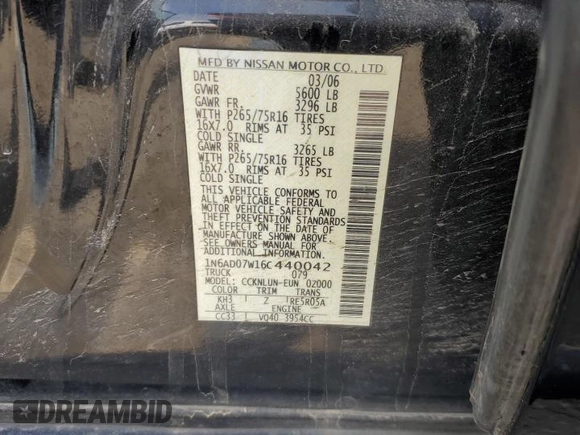 MFD BY NISSAN MOTOR CO., LTD.
DATE 03/06
GVWR 5600 LB
GAWR FR. 3296 LB
WITH P265/75R16 TIRES
16X7.0 RIMS AT 35 PSI
COLD SINGLE
GAWR RR. 3265 LB
WITH P265/75R16 TIRES
16X7.0 RIMS AT 35 PSI
COLD SINGLE
THIS VEHICLE CONFORMS TO
ALL APPLICABLE FEDERAL
MOTOR VEHICLE SAFETY AND
THEFT PREVENTION STANDARDS
IN EFFECT ON THE DATE OF
MANUFACTURE SHOWN ABOVE.
SEE OWNERS MANUAL FOR
ADDITIONAL INFORMATION.
1N6AD07W16C440042
TRUCK 079
MODEL: CCKNLUN-EUN 02000
COLOR TRIM TRANS
KH3 Z RE5R05A
AXLE ENGINE
CC33 VQ40 3954CC
DREAMBID